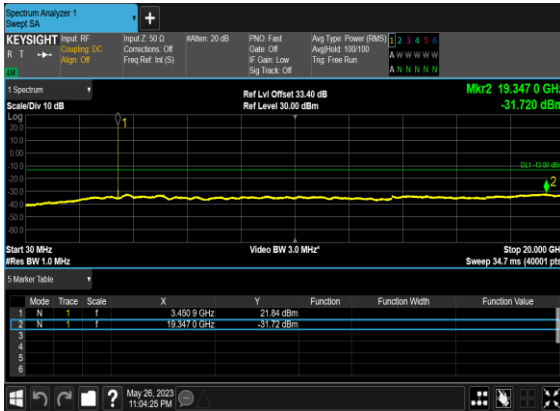 Spectrum Analyzer 1
Swept SA
+
KEYSIGHT Input: RF Input Z: 50 Ω #Atten: 20 dB PNO: Fast Avg Type: Power (RMS) 1 2 3 4 5 6
R T Coupling: DC Corrections: Off Gate: Off Avg|Hold: 100/100 A W W W W W
Align: Off Freq Ref: Int (S) IF Gain: Low Trig: Free Run
Sig Track: Off A N N N N N
1 Spectrum Ref Lvl Offset 33.40 dB Mkr2 19.347 0 GHz
Scale/Div 10 dB Ref Level 30.00 dBm -31.720 dBm
Log
20.0
1
10.0
0.00
-10.0
DL1 -13.00 dBm
-20.0
2
-30.0
-40.0
-50.0
-60.0
Start 30 MHz Video BW 3.0 MHz* Stop 20.000 GHz
#Res BW 1.0 MHz Sweep 34.7 ms (40001 pts)
5 Marker Table
Mode Trace Scale X Y Function Function Width Function Value
1 N 1 f 3.450 9 GHz 21.84 dBm
2 N 1 f 19.347 0 GHz -31.72 dBm
3
4
5
6
? May 26, 2023
11:04:25 PM